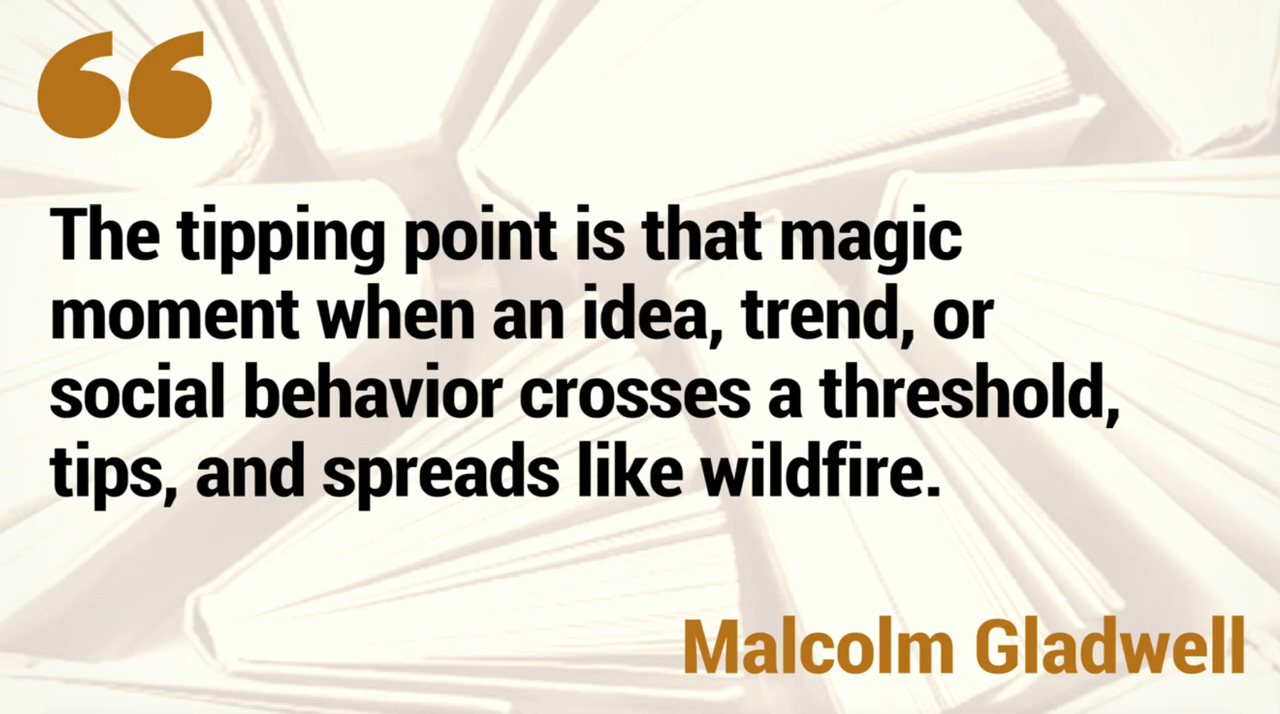 “
The tipping point is that magic
moment when an idea, trend, or
social behavior crosses a threshold,
tips, and spreads like wildfire.
Malcolm Gladwell